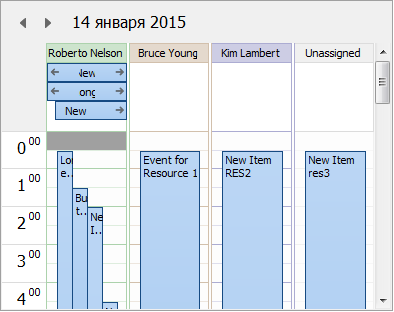 14 января 2015
Roberto Nelson Bruce Young Kim Lambert Unassigned
New
ong
New
0 00
Lo Event for New Item New Item
e... Resource 1 RES2 res3
1 00
Bu
t...
2 00
Ne
I...
3 00
4 00